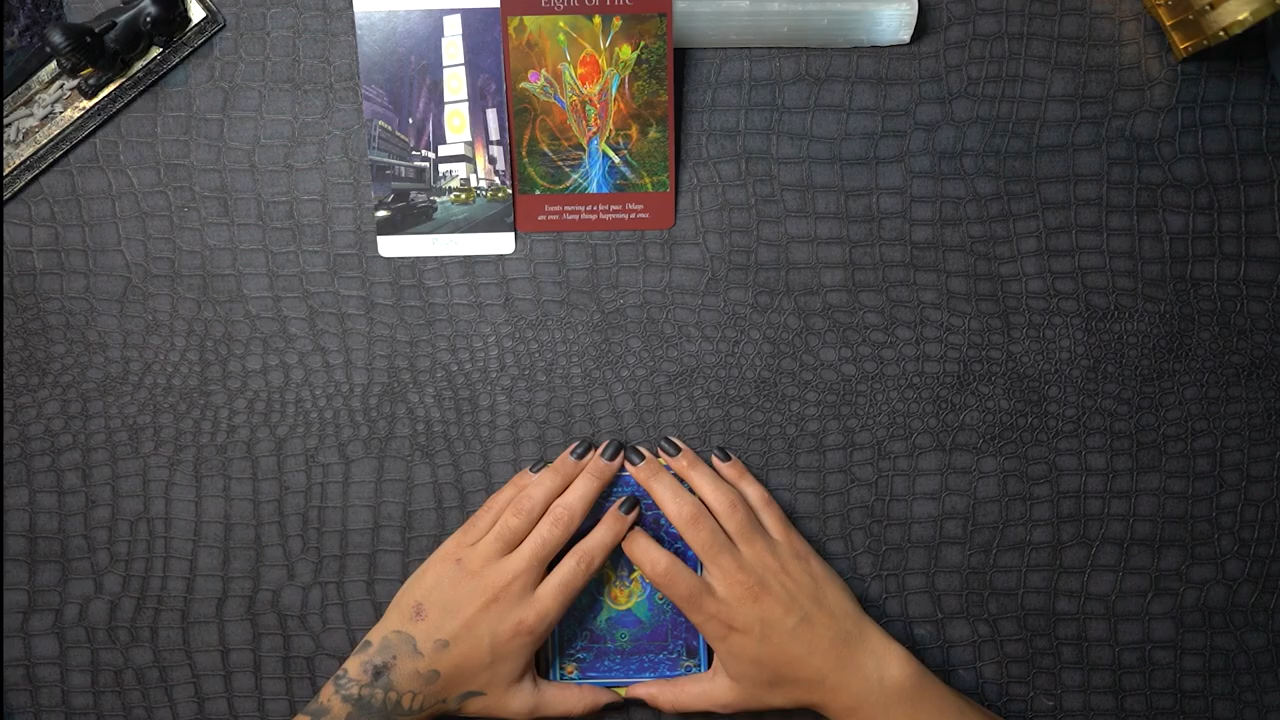 Eight of Fire
Events moving at a fast pace. Delays
are over. Many things happening at once.